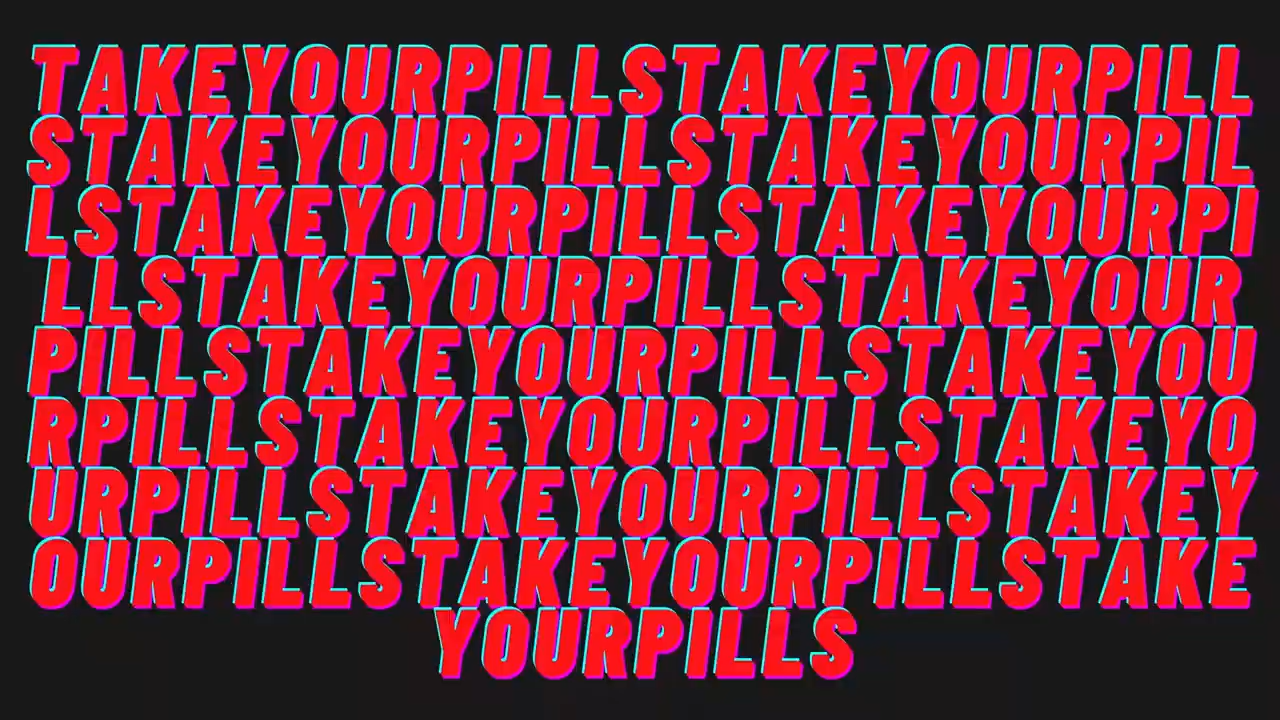 TAKEYOURPILLSTAKEYOURPILL
STAKEYOURPILLSTAKEYOURPIL
LSTAKEYOURPILLSTAKEYOURPI
LLSTAKEYOURPILLSTAKEYOUR
PILLSTAKEYOURPILLSTAKEYOU
RPILLSTAKEYOURPILLSTAKEYO
URPILLSTAKEYOURPILLSTAKEY
OURPILLSTAKEYOURPILLSTAKE
YOURPILLS